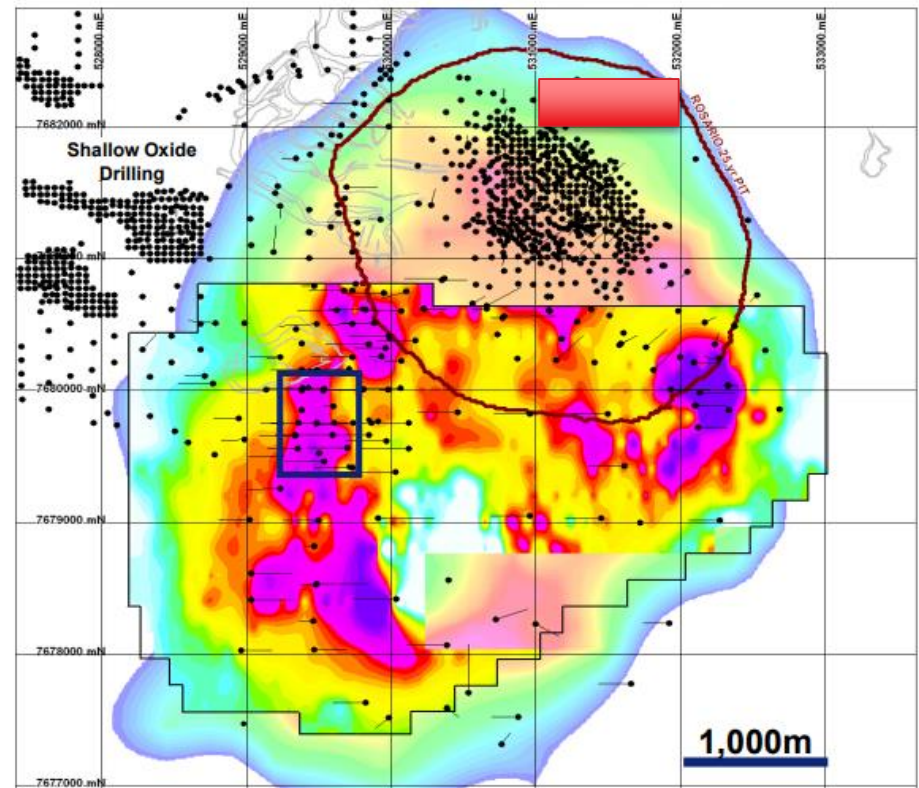 528000.mE
529000.mE
530000.mE
531000.mE
532000.mE
533000.mE
7682000.mN
Shallow Oxide
Drilling
ROSARIO 25 yr PIT
7680000.mN
7679000.mN
7678000.mN
7677000.mN
1,000m